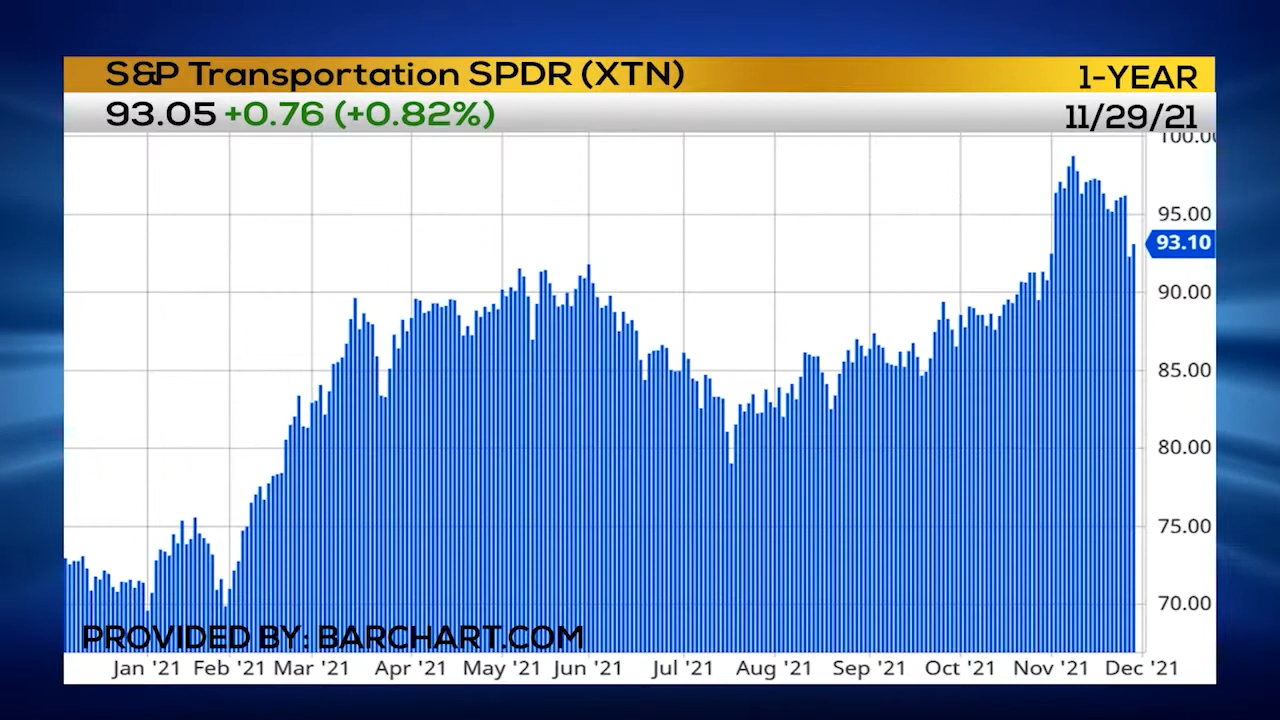 S&P Transportation SPDR (XTN)
1-YEAR
93.05 +0.76 (+0.82%)
11/29/21
100.00
95.00
93.10
90.00
85.00
80.00
75.00
70.00
PROVIDED BY: BARCHART.COM
Jan '21 Feb '21 Mar '21 Apr '21 May '21 Jun '21 Jul '21 Aug '21 Sep '21 Oct '21 Nov '21 Dec '21